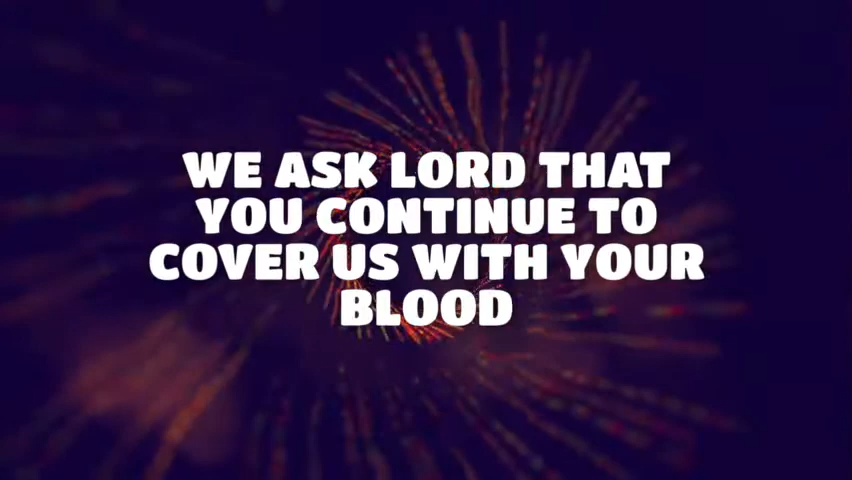 WE ASK LORD THAT
YOU CONTINUE TO
COVER US WITH YOUR
BLOOD